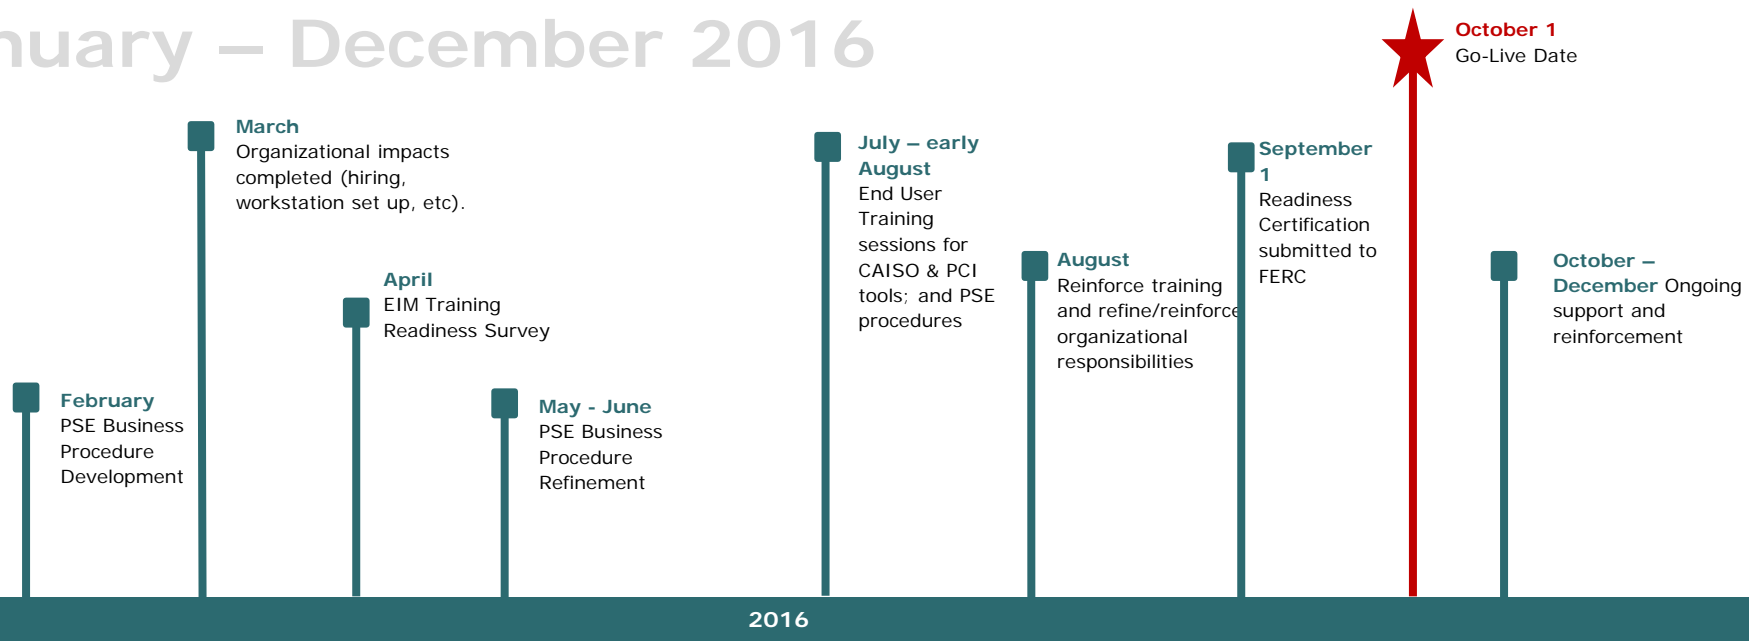 nuary – December 2016
October 1
Go-Live Date
March
Organizational impacts
completed (hiring,
workstation set up, etc).
July – early
August
End User
Training
sessions for
CAISO & PCI
tools; and PSE
procedures
September
1
Readiness
Certification
submitted to
FERC
April
EIM Training
Readiness Survey
August
Reinforce training
and refine/reinforce
organizational
responsibilities
October –
December Ongoing
support and
reinforcement
February
PSE Business
Procedure
Development
May - June
PSE Business
Procedure
Refinement
2016